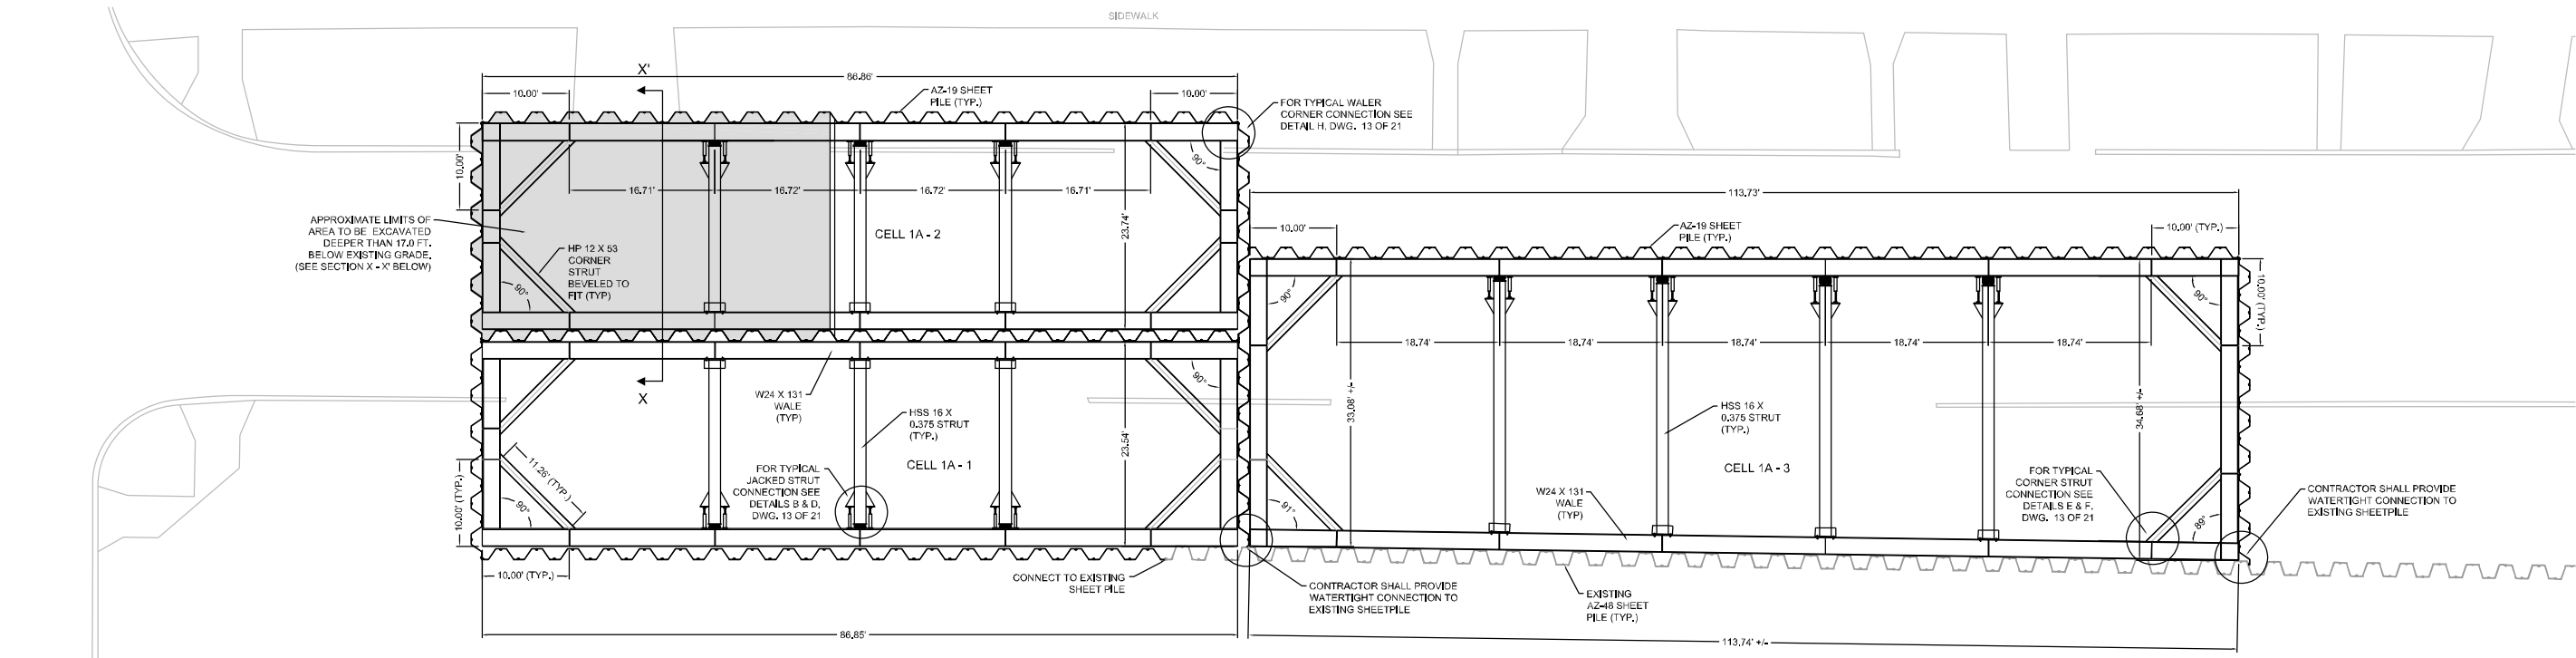 SIDEWALK
X'
86.86'
10.00'
AZ-19 SHEET
PILE (TYP.)
10.00'
FOR TYPICAL WALER
CORNER CONNECTION SEE
DETAIL H, DWG. 13 OF 21
10.00'
90°
16.71'
16.72'
16.72'
16.71'
23.74'
CELL 1A - 2
APPROXIMATE LIMITS OF
AREA TO BE EXCAVATED
DEEPER THAN 17.0 FT.
BELOW EXISTING GRADE.
(SEE SECTION X - X' BELOW)
HP 12 X 53
CORNER
STRUT
BEVELED TO
FIT (TYP)
90°
113.73'
10.00'
AZ-19 SHEET
PILE (TYP.)
10.00' (TYP.)
90°
90°
10.00' (TYP.)
18.74'
18.74'
18.74'
18.74'
18.74'
X
W24 X 131
WALE
(TYP)
90°
HSS 16 X
0.375 STRUT
(TYP.)
23.54'
CELL 1A - 1
11.26' (TYP.)
10.00' (TYP.)
90°
FOR TYPICAL
JACKED STRUT
CONNECTION SEE
DETAILS B & D,
DWG. 13 OF 21
33.08' +/-
HSS 16 X
0.375 STRUT
(TYP.)
34.68' +/-
CELL 1A - 3
W24 X 131
WALE
(TYP)
91°
FOR TYPICAL
CORNER STRUT
CONNECTION SEE
DETAILS E & F,
DWG. 13 OF 21
89°
CONTRACTOR SHALL PROVIDE
WATERTIGHT CONNECTION TO
EXISTING SHEETPILE
10.00' (TYP.)
CONNECT TO EXISTING
SHEET PILE
CONTRACTOR SHALL PROVIDE
WATERTIGHT CONNECTION TO
EXISTING SHEETPILE
EXISTING
AZ-48 SHEET
PILE (TYP.)
86.85'
113.74' +/-